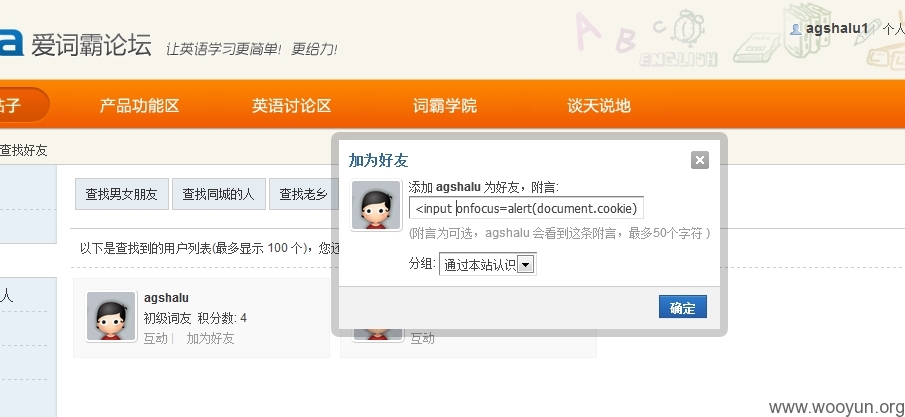 a 爱词霸论坛 让英语学习更简单! 更给力!
A B C ENGLISH
agshalu1 个人
帖子 产品功能区 英语讨论区 词霸学院 谈天说地
查找好友
查找男女朋友 查找同城的人 查找老乡
以下是查找到的用户列表(最多显示 100 个)，您还
人
agshalu
初级词友 积分数: 4
互动 | 加为好友
互动
加为好友
添加 agshalu 为好友，附言:
<input onfocus=alert(document.cookie)
(附言为可选，agshalu 会看到这条附言，最多50个字符 )
分组: 通过本站认识
确定
www.wooyun.org